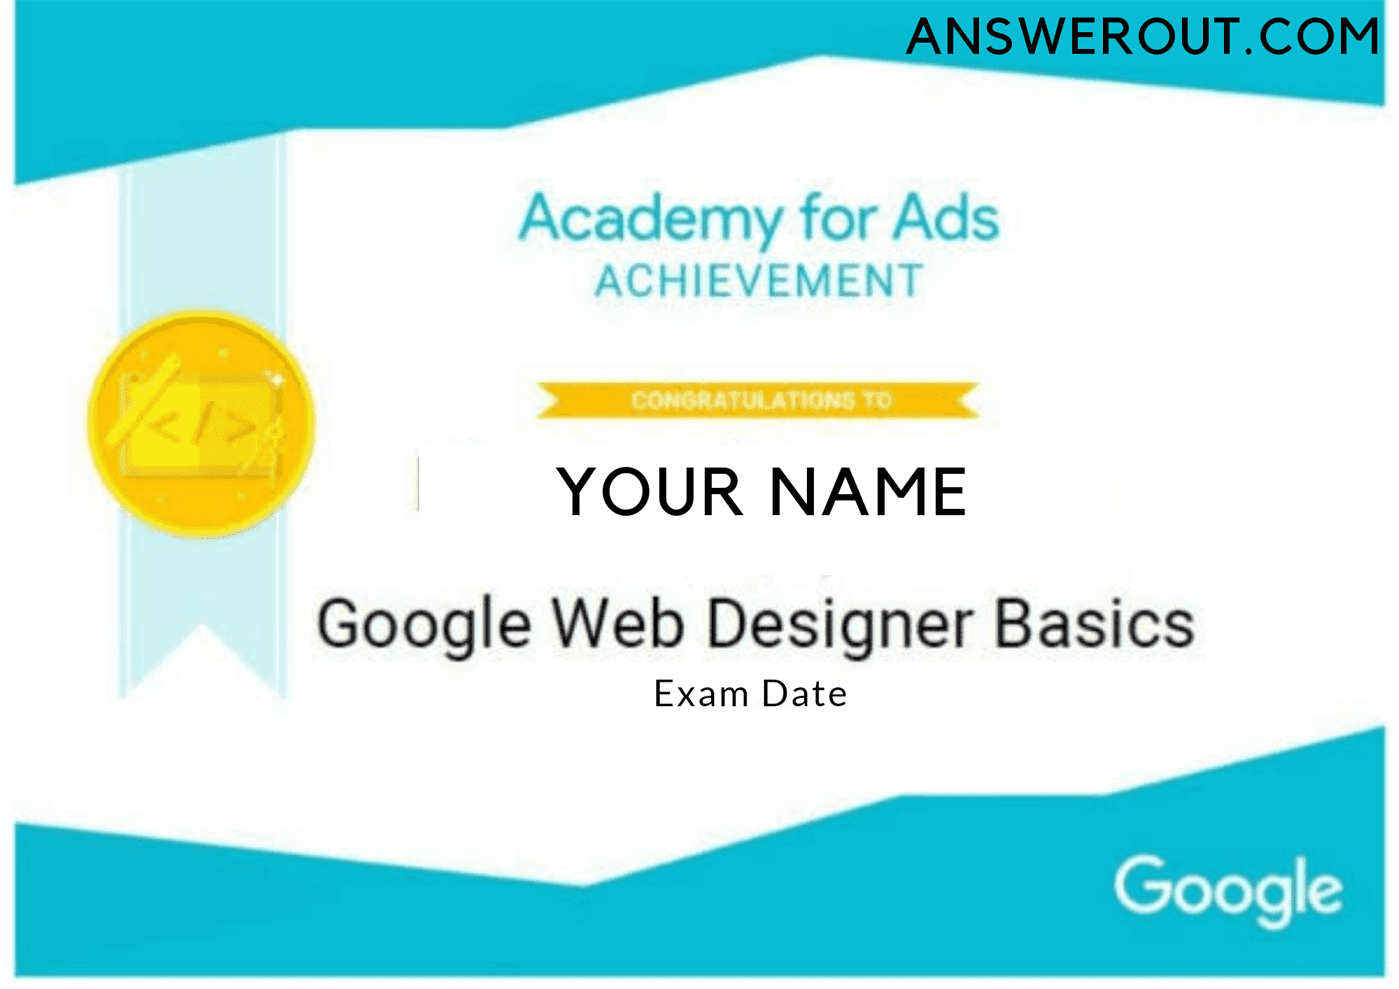 ANSWEROUT.COM
Academy for Ads
ACHIEVEMENT
CONGRATULATIONS TO
YOUR NAME
Google Web Designer Basics
Exam Date
Google